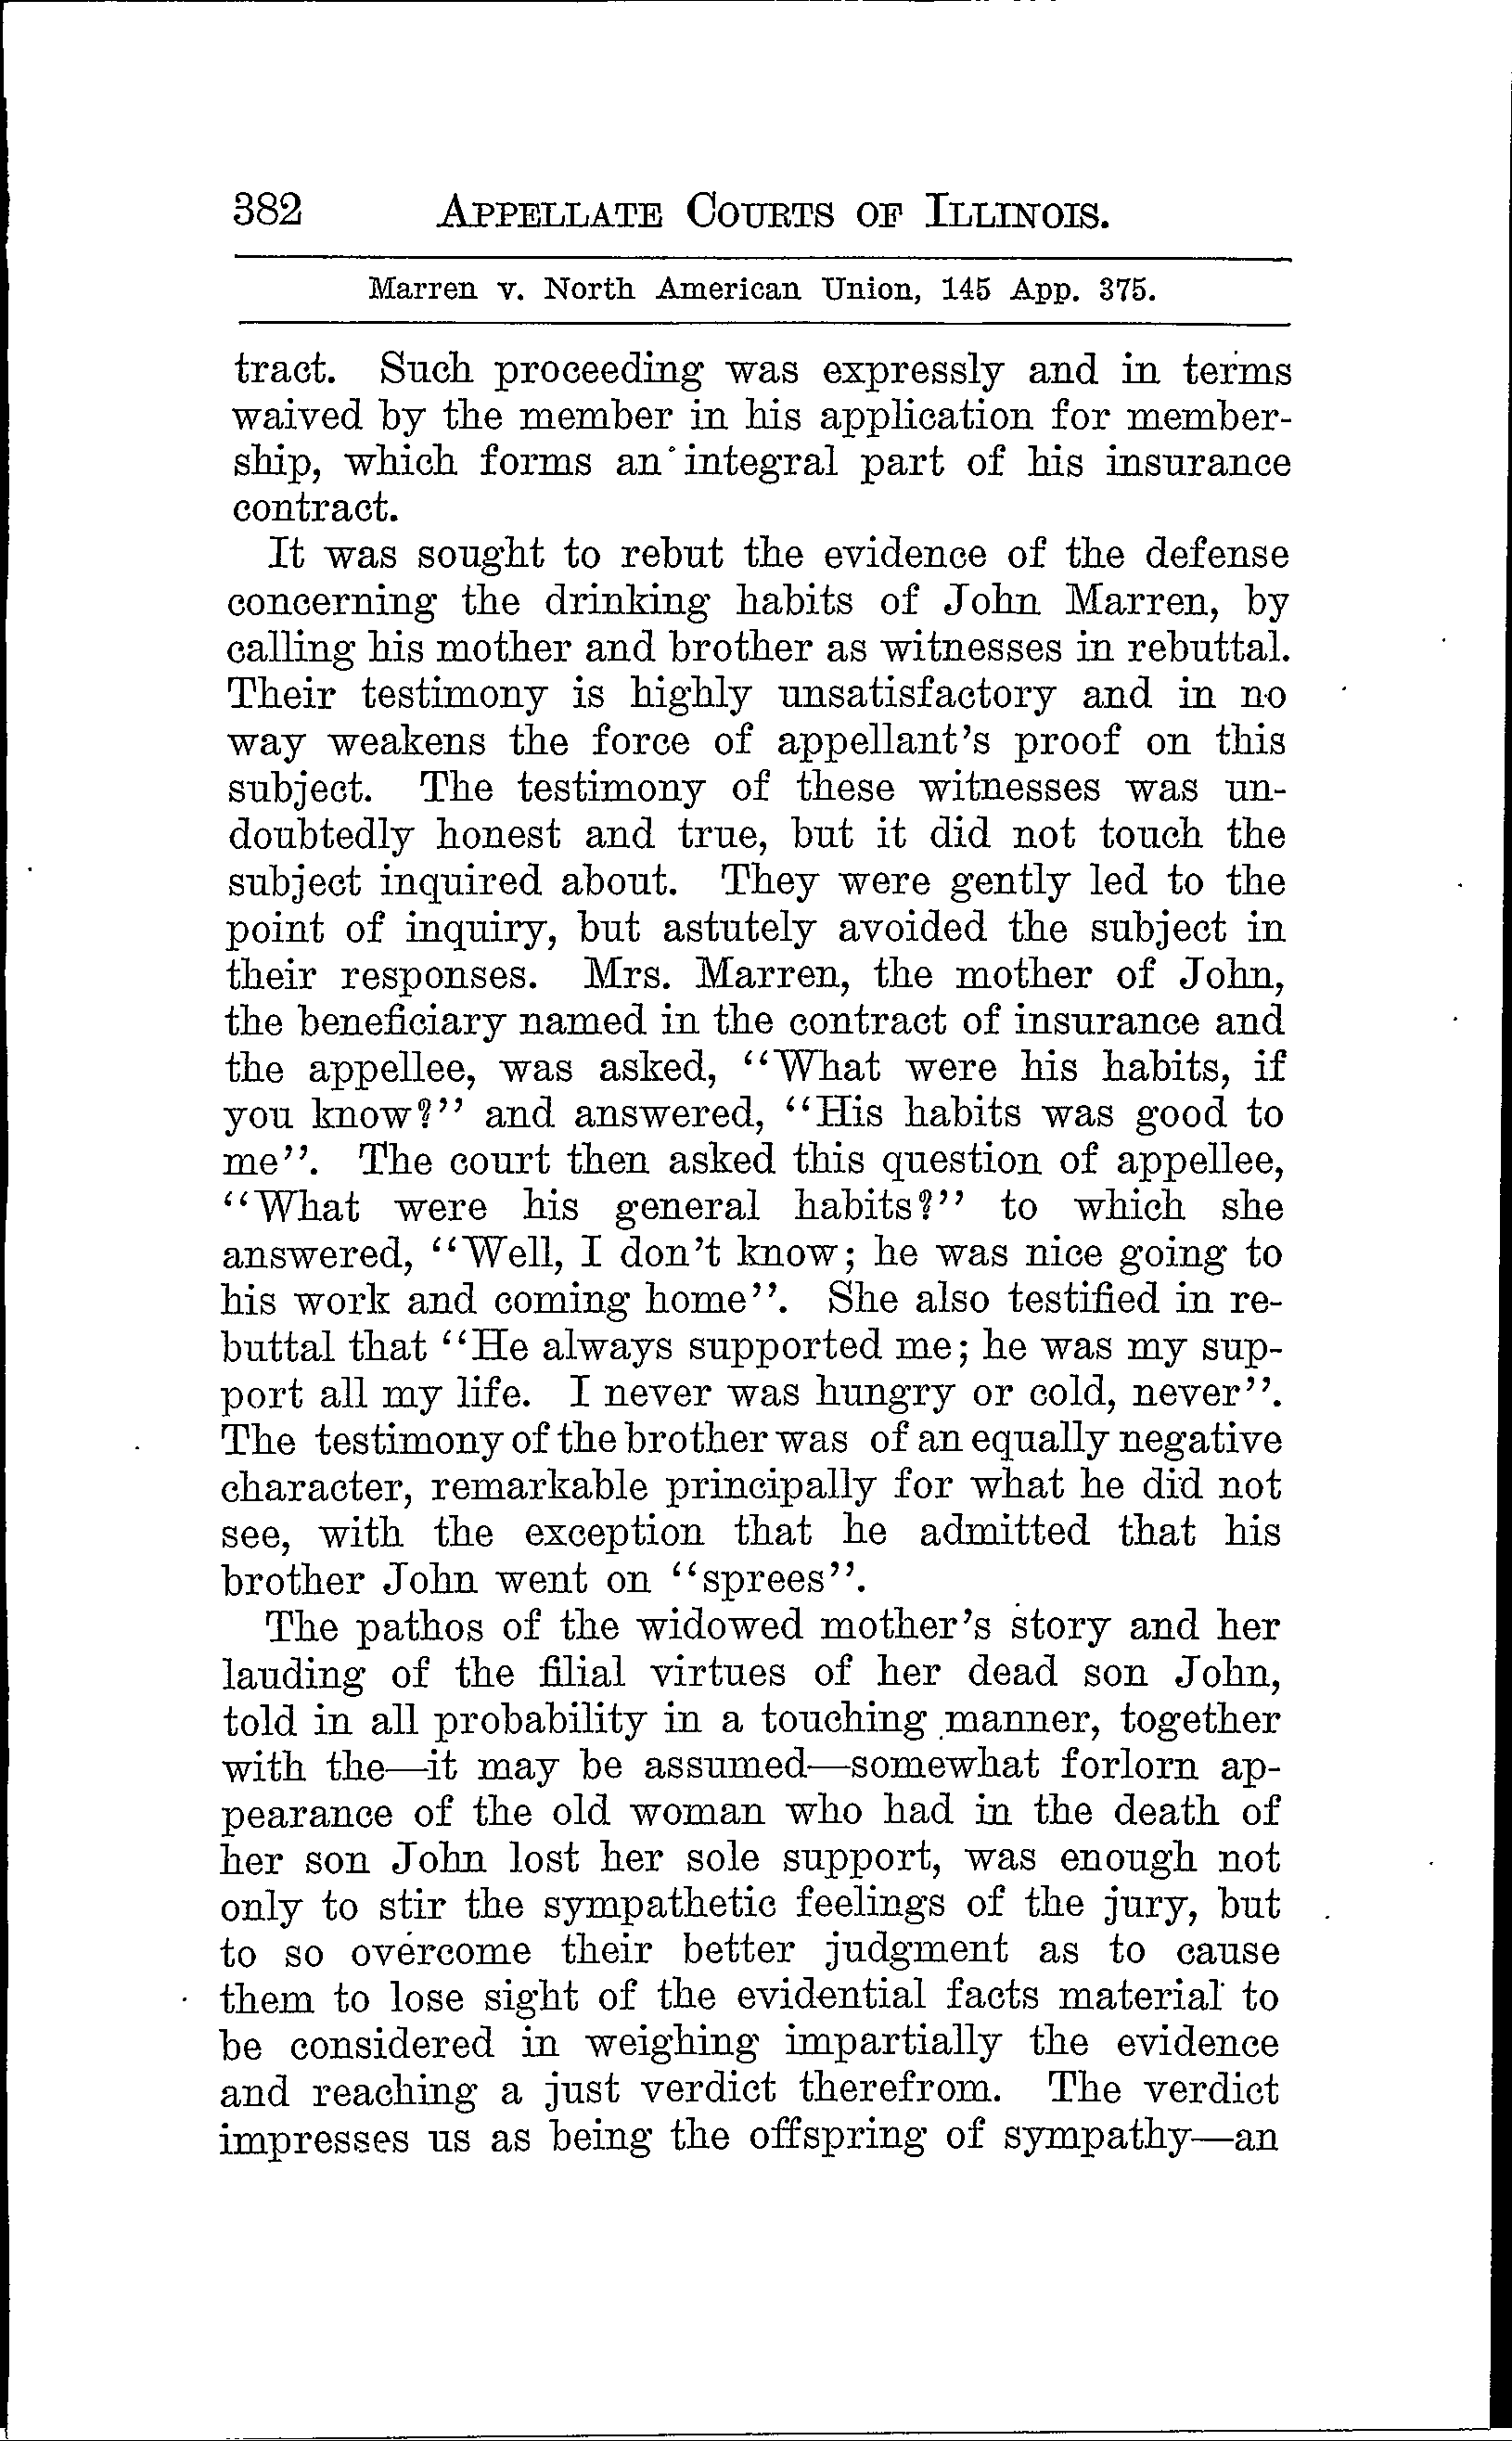 382 APPELLATE COURTS OF ILLINOIS.
Marren v. North American Union, 145 App. 375.
tract. Such proceeding was expressly and in terms
waived by the member in his application for member-
ship, which forms an integral part of his insurance
contract.
It was sought to rebut the evidence of the defense
concerning the drinking habits of John Marren, by
calling his mother and brother as witnesses in rebuttal.
Their testimony is highly unsatisfactory and in no
way weakens the force of appellant's proof on this
subject. The testimony of these witnesses was un-
doubtedly honest and true, but it did not touch the
subject inquired about. They were gently led to the
point of inquiry, but astutely avoided the subject in
their responses. Mrs. Marren, the mother of John,
the beneficiary named in the contract of insurance and
the appellee, was asked, "What were his habits, if
you know?" and answered, "His habits was good to
me". The court then asked this question of appellee,
"What were his general habits?" to which she
answered, "Well, I don't know; he was nice going to
his work and coming home". She also testified in re-
buttal that "He always supported me; he was my sup-
port all my life. I never was hungry or cold, never".
The testimony of the brother was of an equally negative
character, remarkable principally for what he did not
see, with the exception that he admitted that his
brother John went on "sprees".
The pathos of the widowed mother's story and her
lauding of the filial virtues of her dead son John,
told in all probability in a touching manner, together
with the—it may be assumed—somewhat forlorn ap-
pearance of the old woman who had in the death of
her son John lost her sole support, was enough not
only to stir the sympathetic feelings of the jury, but
to so overcome their better judgment as to cause
them to lose sight of the evidential facts material to
be considered in weighing impartially the evidence
and reaching a just verdict therefrom. The verdict
impresses us as being the offspring of sympathy—an